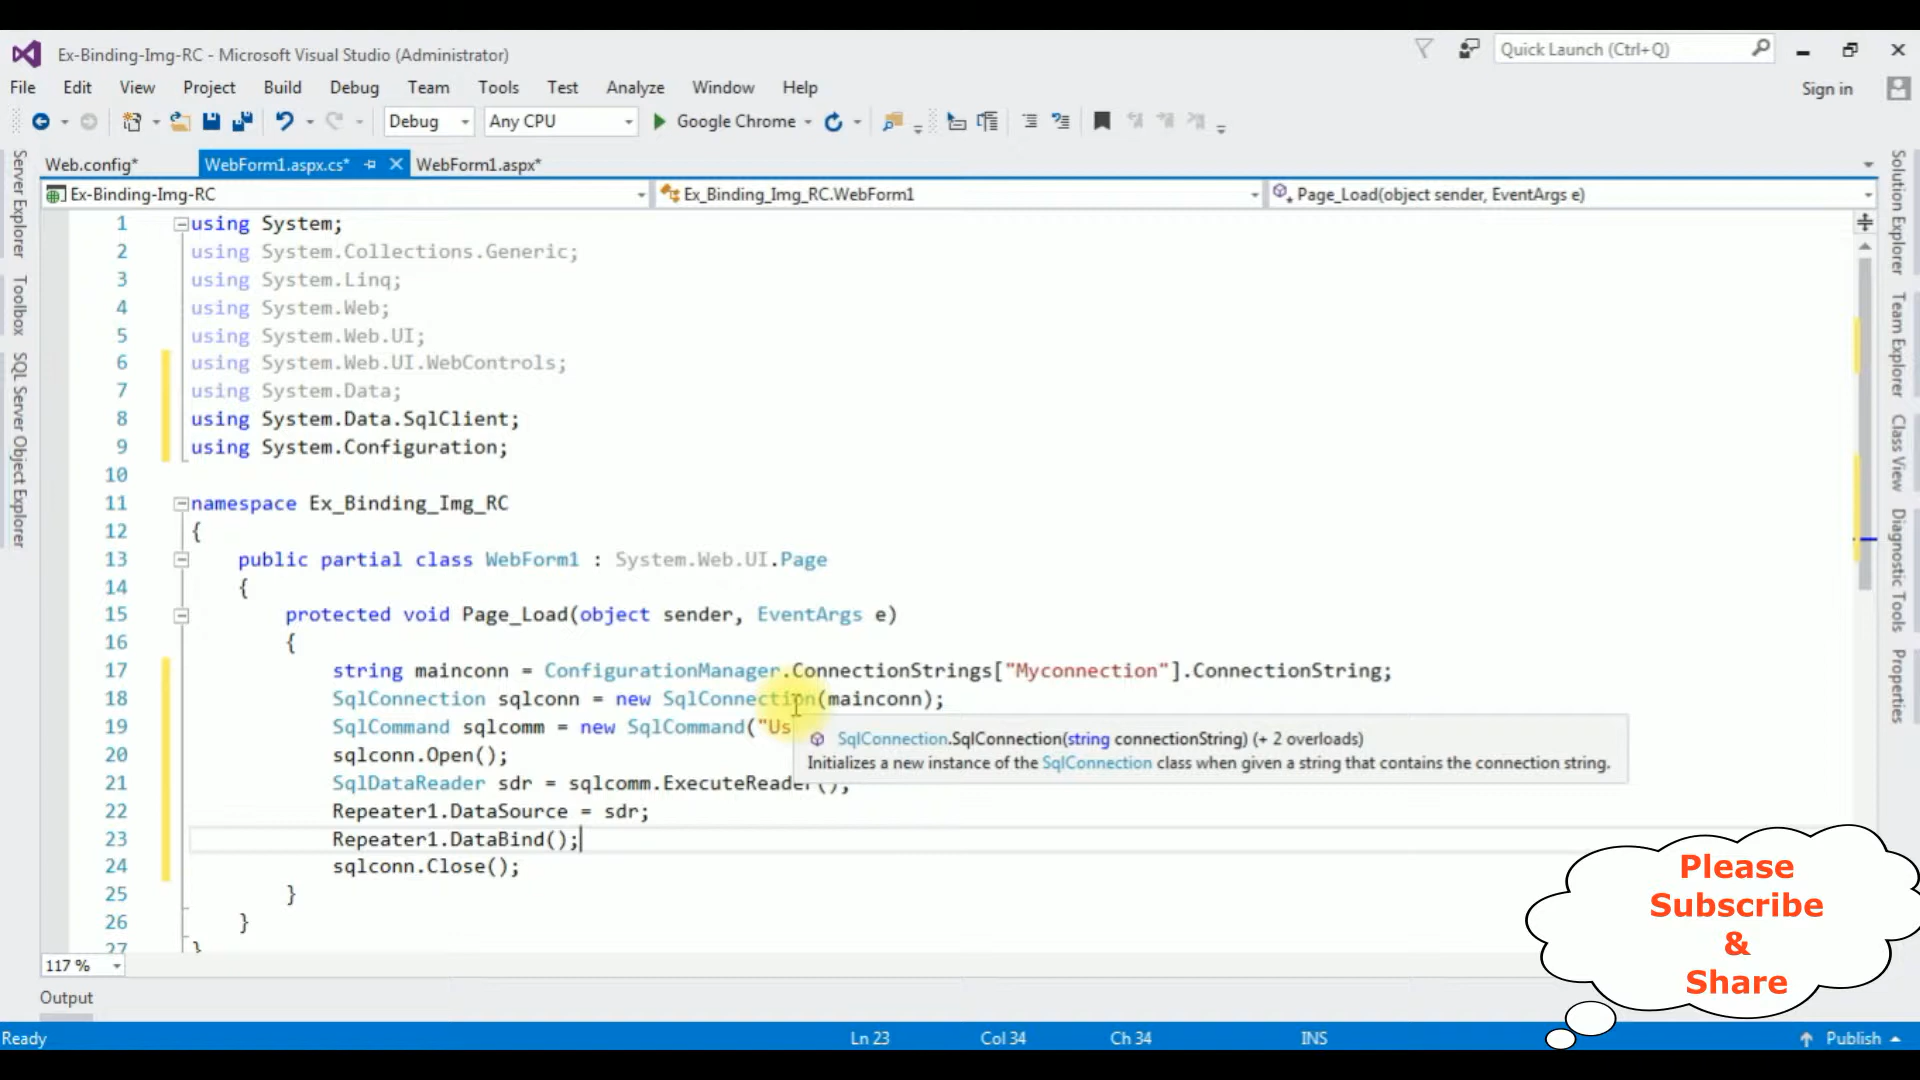 Ex-Binding-Img-RC - Microsoft Visual Studio (Administrator)
Quick Launch (Ctrl+Q)
File Edit View Project Build Debug Team Tools Test Analyze Window Help
Sign in
Debug Any CPU Google Chrome
Web.config* WebForm1.aspx.cs* WebForm1.aspx*
Ex-Binding-Img-RC Ex_Binding_Img_RC.WebForm1 Page_Load(object sender, EventArgs e)
Server Explorer
Toolbox
SQL Server Object Explorer
1 using System;
2 using System.Collections.Generic;
3 using System.Linq;
4 using System.Web;
5 using System.Web.UI;
6 using System.Web.UI.WebControls;
7 using System.Data;
8 using System.Data.SqlClient;
9 using System.Configuration;
10
11 namespace Ex_Binding_Img_RC
12 {
13 public partial class WebForm1 : System.Web.UI.Page
14 {
15 protected void Page_Load(object sender, EventArgs e)
16 {
17 string mainconn = ConfigurationManager.ConnectionStrings["Myconnection"].ConnectionString;
18 SqlConnection sqlconn = new SqlConnection(mainconn);
19 SqlCommand sqlcomm = new SqlCommand("Us
SqlConnection.SqlConnection(string connectionString) (+ 2 overloads)
Initializes a new instance of the SqlConnection class when given a string that contains the connection string.
20 sqlconn.Open();
21 SqlDataReader sdr = sqlcomm.ExecuteReader();
22 Repeater1.DataSource = sdr;
23 Repeater1.DataBind();
24 sqlconn.Close();
25 }
26 }
27 }
Solution Explorer
Team Explorer
Class View
Diagnostic Tools
Properties
117 %
Output
Ready Ln 23 Col 34 Ch 34 INS Publish
Please
Subscribe
&
Share